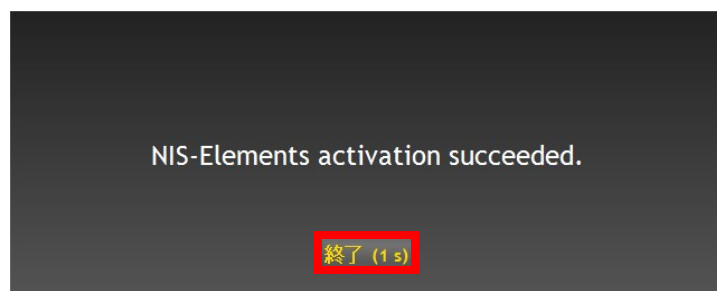 NIS-Elements activation succeeded.
終了 (1 s)